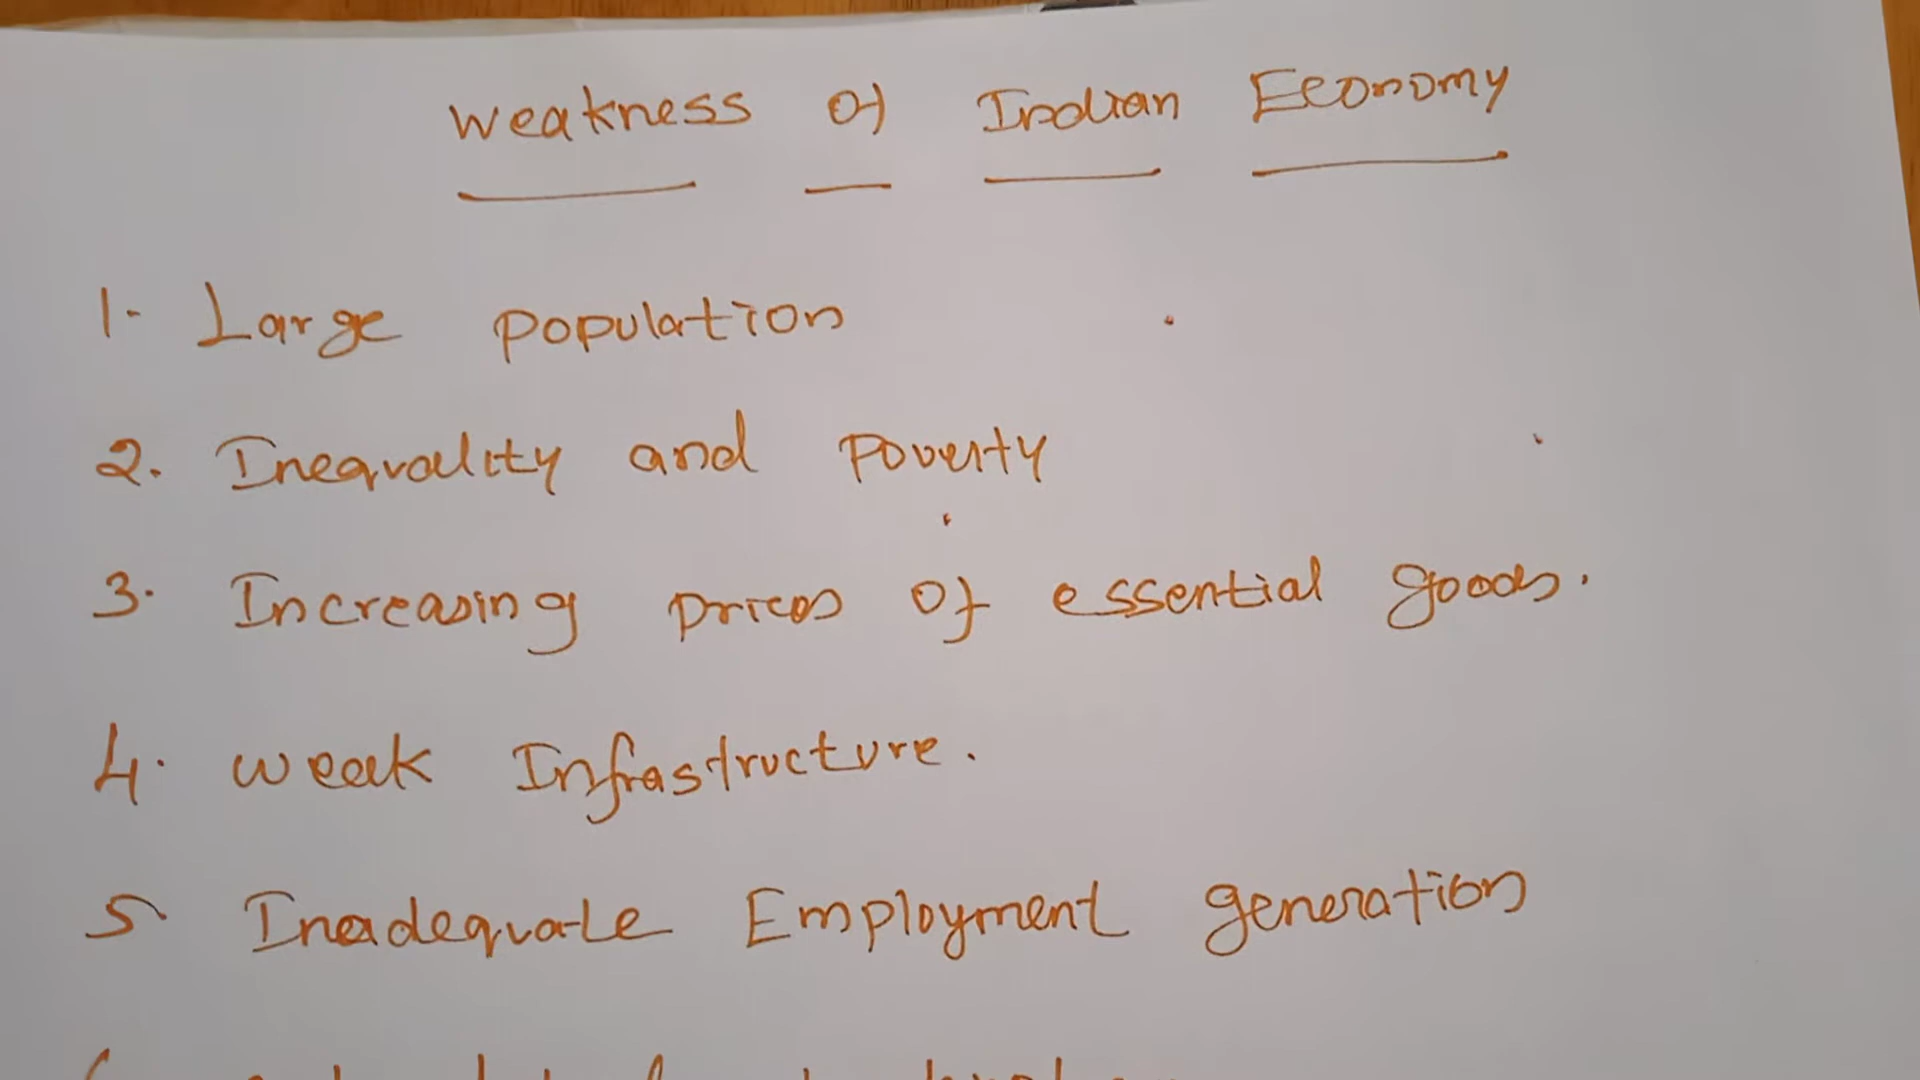 Weakness of Indian Economy
1. Large population
2. Inequality and Poverty
3. Increasing prices of essential goods.
4. weak Infrastructure.
5. Inadequate Employment generation